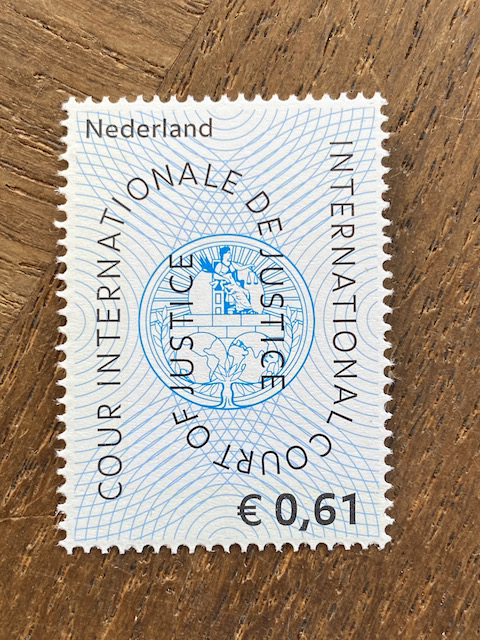 Nederland
COUR INTERNATIONALE DE JUSTICE
INTERNATIONAL COURT OF JUSTICE
€ 0,61